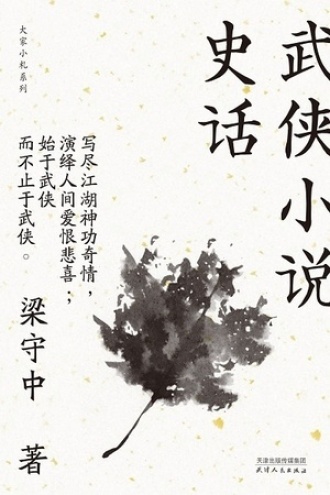 武侠小说
史话
大家小札系列
写尽江湖神功奇情，
演绎人间爱恨悲喜；
始于武侠
而不止于武侠。
梁守中 著
天津出版传媒集团
天津人民出版社